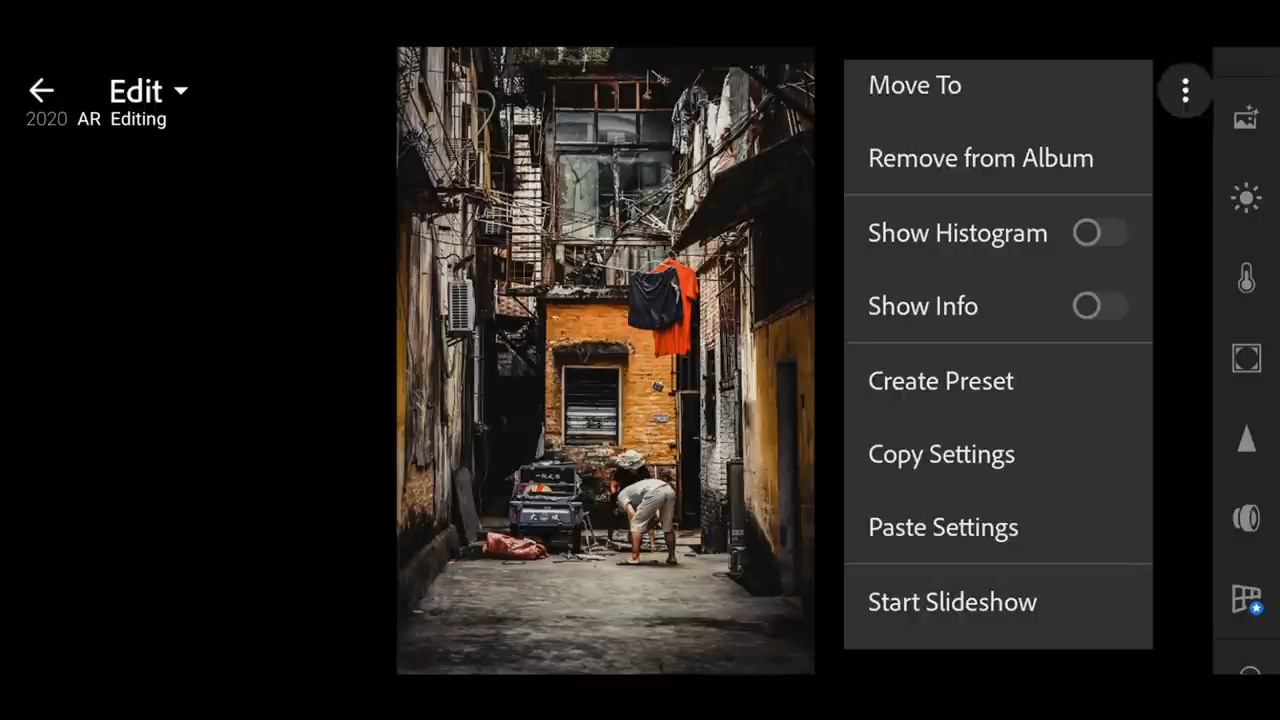 Edit
2020 AR Editing
Move To
Remove from Album
Show Histogram
Show Info
Create Preset
Copy Settings
Paste Settings
Start Slideshow